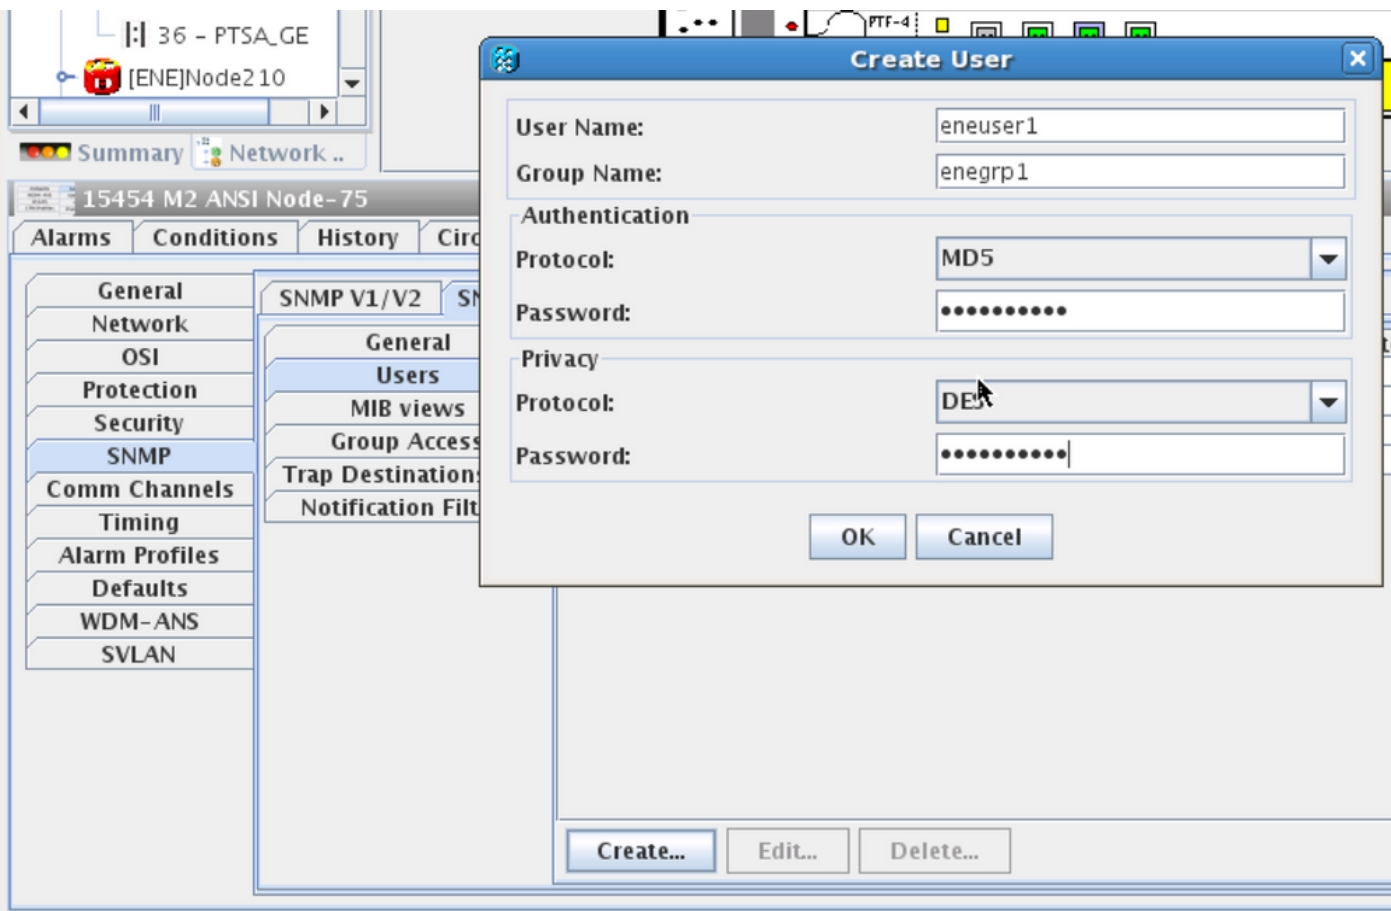 36 - PTSA_GE
[ENE]Node210
PTF-4
Summary
Network ..
15454 M2 ANSI Node-75
Alarms
Conditions
History
Circ
General
Network
OSI
Protection
Security
SNMP
Comm Channels
Timing
Alarm Profiles
Defaults
WDM-ANS
SVLAN
SNMP V1/V2
SN
General
Users
MIB views
Group Access
Trap Destinations
Notification Filt
Create User
User Name:
eneuser1
Group Name:
enegrp1
Authentication
Protocol:
MD5
Password:
●●●●●●●●●●
Privacy
Protocol:
DES
Password:
●●●●●●●●●●
OK
Cancel
Create...
Edit...
Delete...